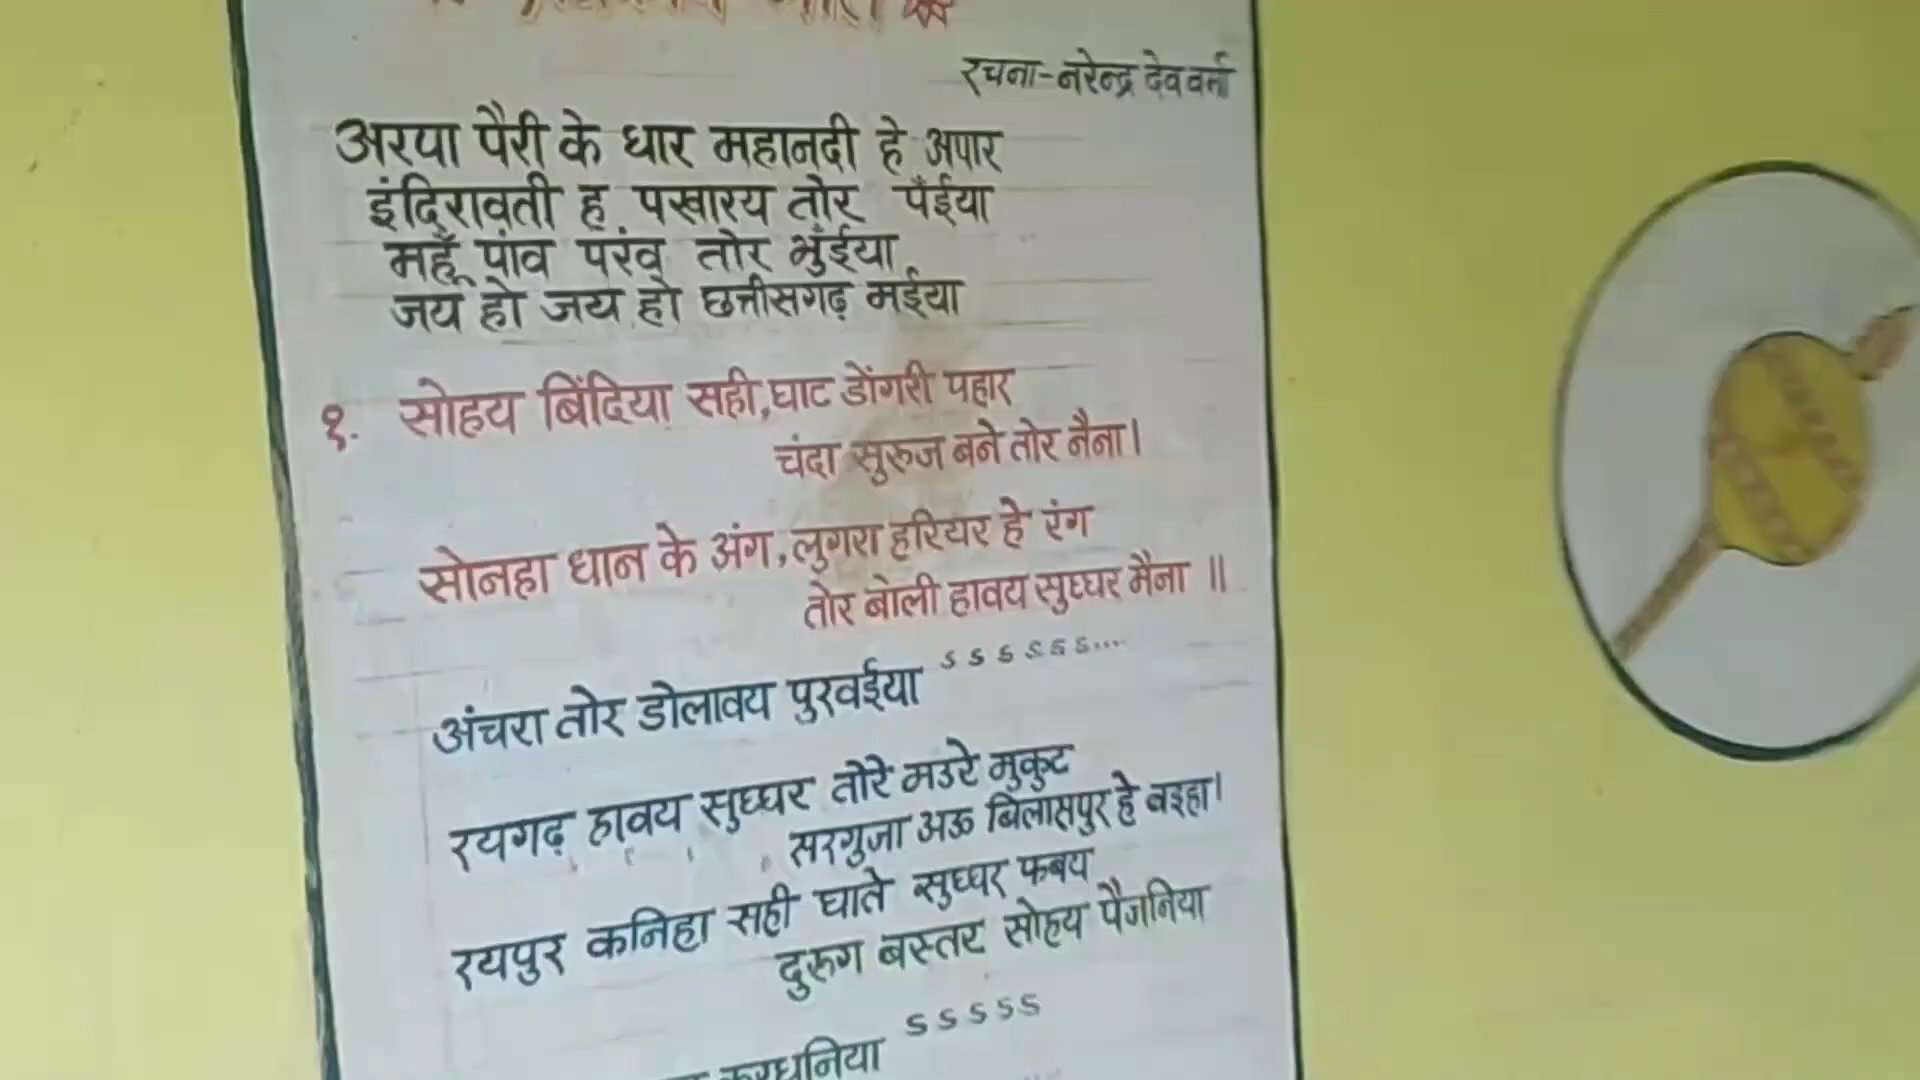 रचना-नरेन्द्र देव वर्मा
अरपा पैरी के धार महानदी हे अपार
इंदिरावती ह पखारय तोर पँईया
महूँ पांव परंव तोर भुंईया
जय हो जय हो छत्तीसगढ़ मईया
१. सोहय बिंदिया सही,घाट डोंगरी पहार
चंदा सुरुज बने तोर नैना।
सोनहा धान के अंग,लुगरा हरियर हे रंग
तोर बोली हावय सुघ्घर मैना ॥
अंचरा तोर डोलावय पुरवईया ऽ ऽ ऽ ऽ ऽ ऽ....
रयगढ़ हावय सुघ्घर तोरे मउरे मुकुट
सरगुजा अऊ बिलासपुर हे बइहा।
रयपुर कनिहा सही घाते सुघ्घर फबय
दुरुग बस्तर सोहय पैजनिया
करधनिया ऽ ऽ ऽ ऽ ऽ